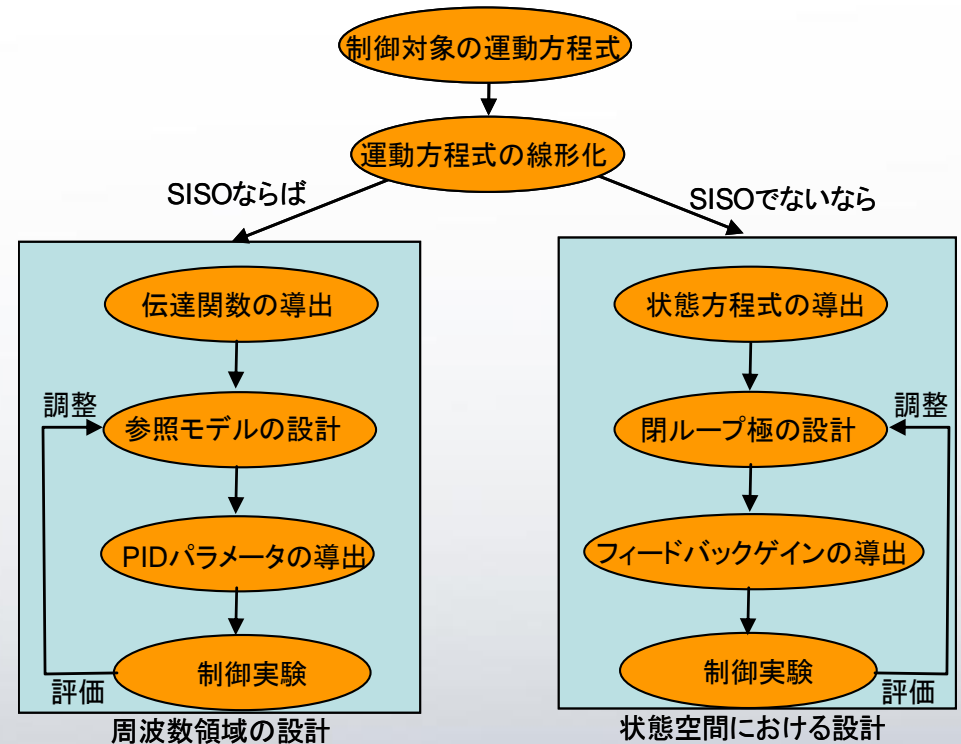 制御対象の運動方程式
運動方程式の線形化
SISOならば
SISOでないなら
伝達関数の導出
調整
参照モデルの設計
PIDパラメータの導出
制御実験
評価
周波数領域の設計
状態方程式の導出
閉ループ極の設計
調整
フィードバックゲインの導出
制御実験
評価
状態空間における設計